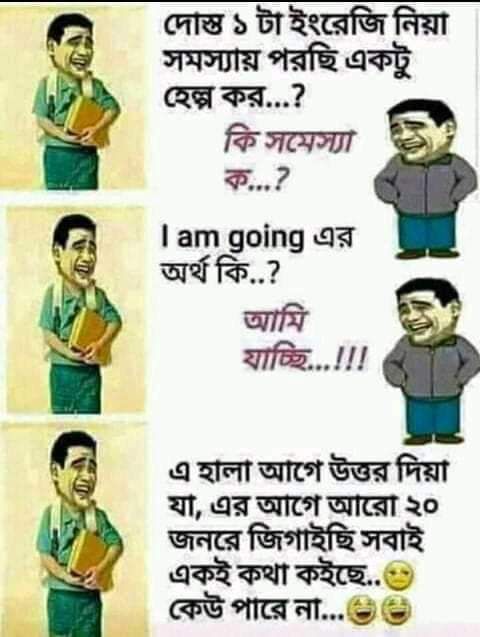 দোস্ত ১ টা ইংরেজি নিয়া
সমস্যায় পরছি একটু
হেল্প কর...?
কি সমেস্যা
ক...?
I am going এর
অর্থ কি..?
আমি
যাচ্ছি...!!!
এ হালা আগে উত্তর দিয়া
যা, এর আগে আরো ২০
জনরে জিগাইছি সবাই
একই কথা কইছে..😕
কেউ পারে না...😂😂